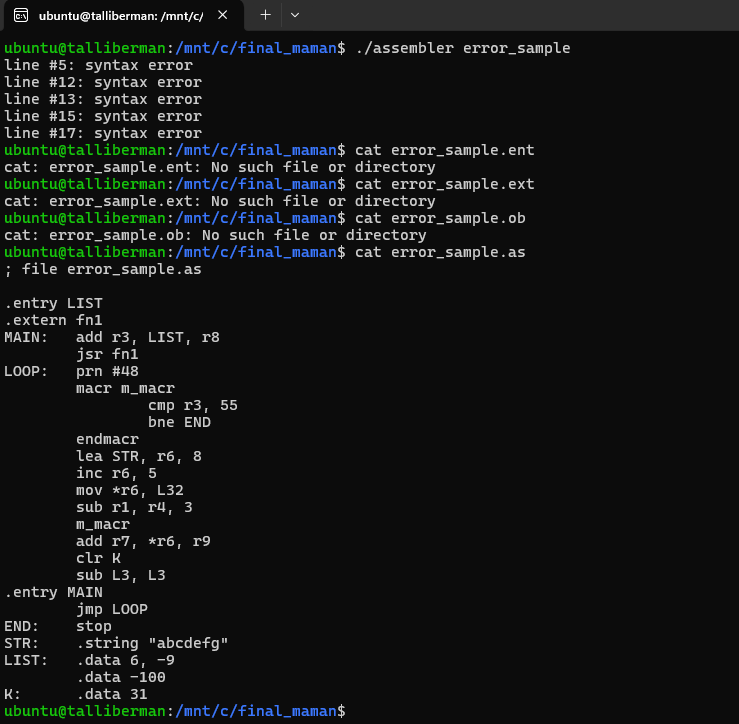 ubuntu@talliberman: /mnt/c/
ubuntu@talliberman:/mnt/c/final_maman$ ./assembler error_sample
line #5: syntax error
line #12: syntax error
line #13: syntax error
line #15: syntax error
line #17: syntax error
ubuntu@talliberman:/mnt/c/final_maman$ cat error_sample.ent
cat: error_sample.ent: No such file or directory
ubuntu@talliberman:/mnt/c/final_maman$ cat error_sample.ext
cat: error_sample.ext: No such file or directory
ubuntu@talliberman:/mnt/c/final_maman$ cat error_sample.ob
cat: error_sample.ob: No such file or directory
ubuntu@talliberman:/mnt/c/final_maman$ cat error_sample.as
; file error_sample.as

.entry LIST
.extern fn1
MAIN:   add r3, LIST, r8
        jsr fn1
LOOP:   prn #48
        macr m_macr
                cmp r3, 55
                bne END
        endmacr
        lea STR, r6, 8
        inc r6, 5
        mov *r6, L32
        sub r1, r4, 3
        m_macr
        add r7, *r6, r9
        clr K
        sub L3, L3
.entry MAIN
        jmp LOOP
END:    stop
STR:    .string "abcdefg"
LIST:   .data 6, -9
        .data -100
K:      .data 31
ubuntu@talliberman:/mnt/c/final_maman$